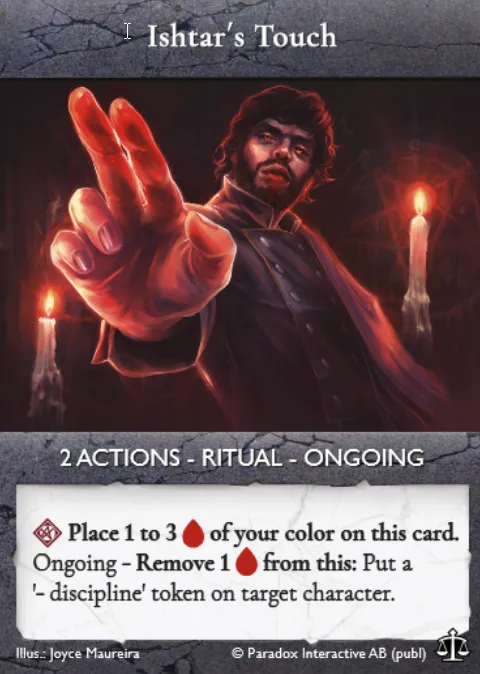 Ishtar's Touch
2 ACTIONS - RITUAL - ONGOING
Place 1 to 3 of your color on this card.
Ongoing - Remove 1 from this: Put a
'- discipline' token on target character.
Illus.: Joyce Maureira © Paradox Interactive AB (publ)